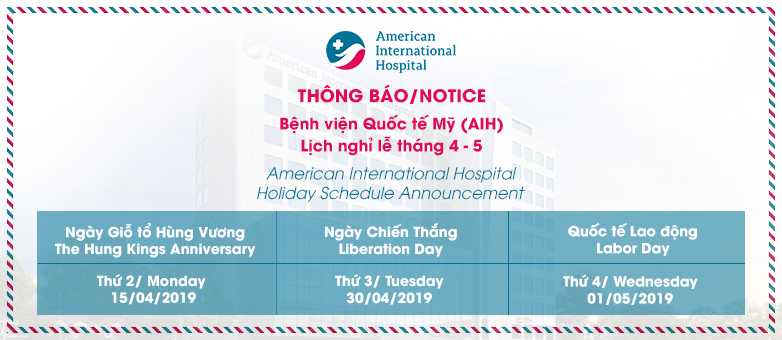 American
International
Hospital
THÔNG BÁO/NOTICE
Bệnh viện Quốc tế Mỹ (AIH)
Lịch nghỉ lễ tháng 4 - 5
American International Hospital
Holiday Schedule Announcement
Ngày Giỗ tổ Hùng Vương
The Hung Kings Anniversary
Ngày Chiến Thắng
Liberation Day
Quốc tế Lao động
Labor Day
Thứ 2/ Monday
15/04/2019
Thứ 3/ Tuesday
30/04/2019
Thứ 4/ Wednesday
01/05/2019